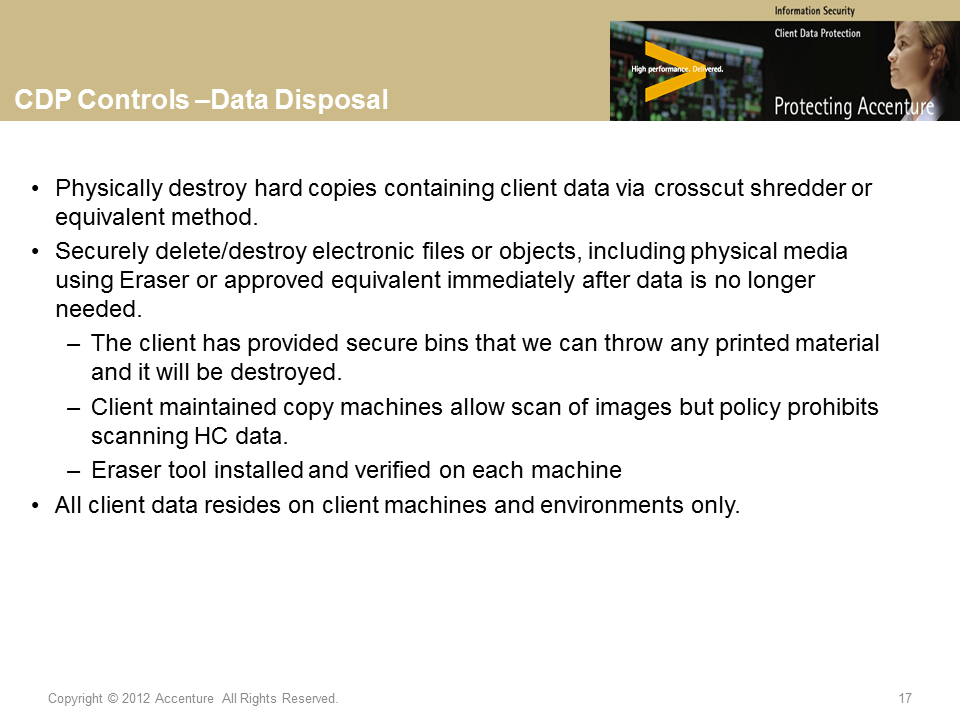 Information Security
Client Data Protection
High performance. Delivered.
Protecting Accenture
CDP Controls –Data Disposal
• Physically destroy hard copies containing client data via crosscut shredder or
equivalent method.
• Securely delete/destroy electronic files or objects, including physical media
using Eraser or approved equivalent immediately after data is no longer
needed.
– The client has provided secure bins that we can throw any printed material
and it will be destroyed.
– Client maintained copy machines allow scan of images but policy prohibits
scanning HC data.
– Eraser tool installed and verified on each machine
• All client data resides on client machines and environments only.
Copyright © 2012 Accenture All Rights Reserved.
17